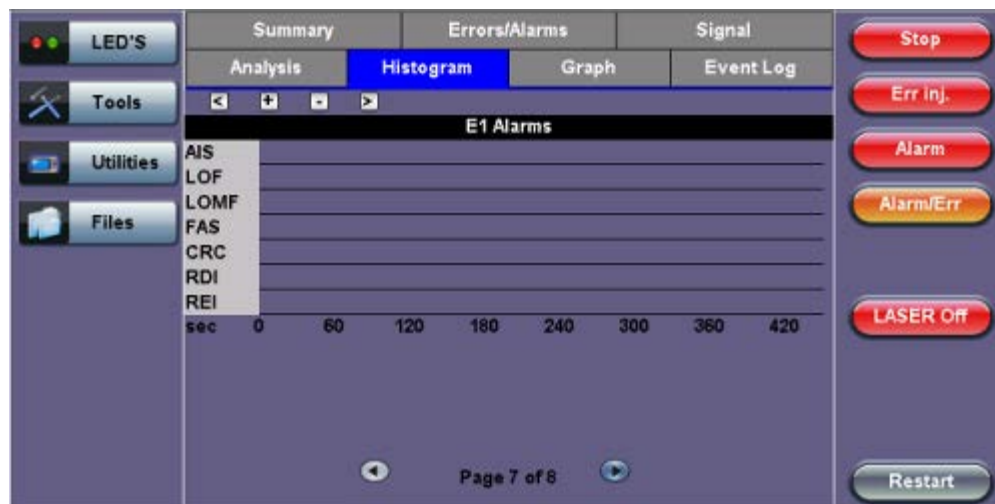 LED'S
Tools
Utilities
Files
Summary Errors/Alarms Signal
Analysis Histogram Graph Event Log
< + - >
E1 Alarms
AIS
LOF
LOMF
FAS
CRC
RDI
REI
sec 0 60 120 180 240 300 360 420
Page 7 of 8
Stop
Err Inj.
Alarm
Alarm/Err
LASER Off
Restart